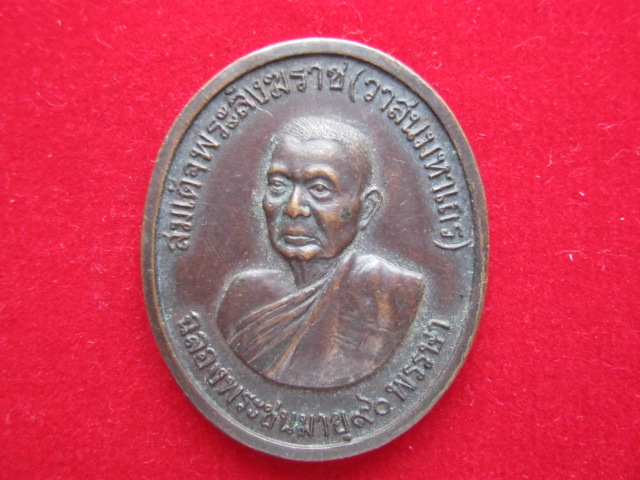 สมเด็จพระสังฆราช (วาสนมหาเถร)
ฉลองพระชนมายุ ๙๐ พรรษา